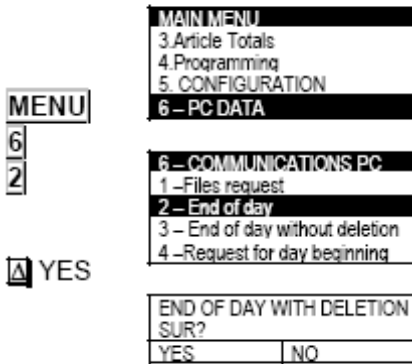 MAIN MENU
3.Article Totals
4.Programming
5. CONFIGURATION
6 – PC DATA
MENU
6
2
6 – COMMUNICATIONS PC
1 –Files request
2 – End of day
3 – End of day without deletion
4 –Request for day beginning
Δ YES
END OF DAY WITH DELETION
SUR?
YES NO